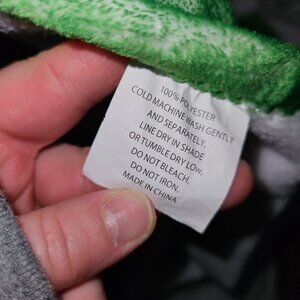 100% POLYESTER
COLD MACHINE WASH GENTLY
AND SEPARATELY.
LINE DRY IN SHADE
OR TUMBLE DRY LOW.
DO NOT BLEACH.
DO NOT IRON.
MADE IN CHINA